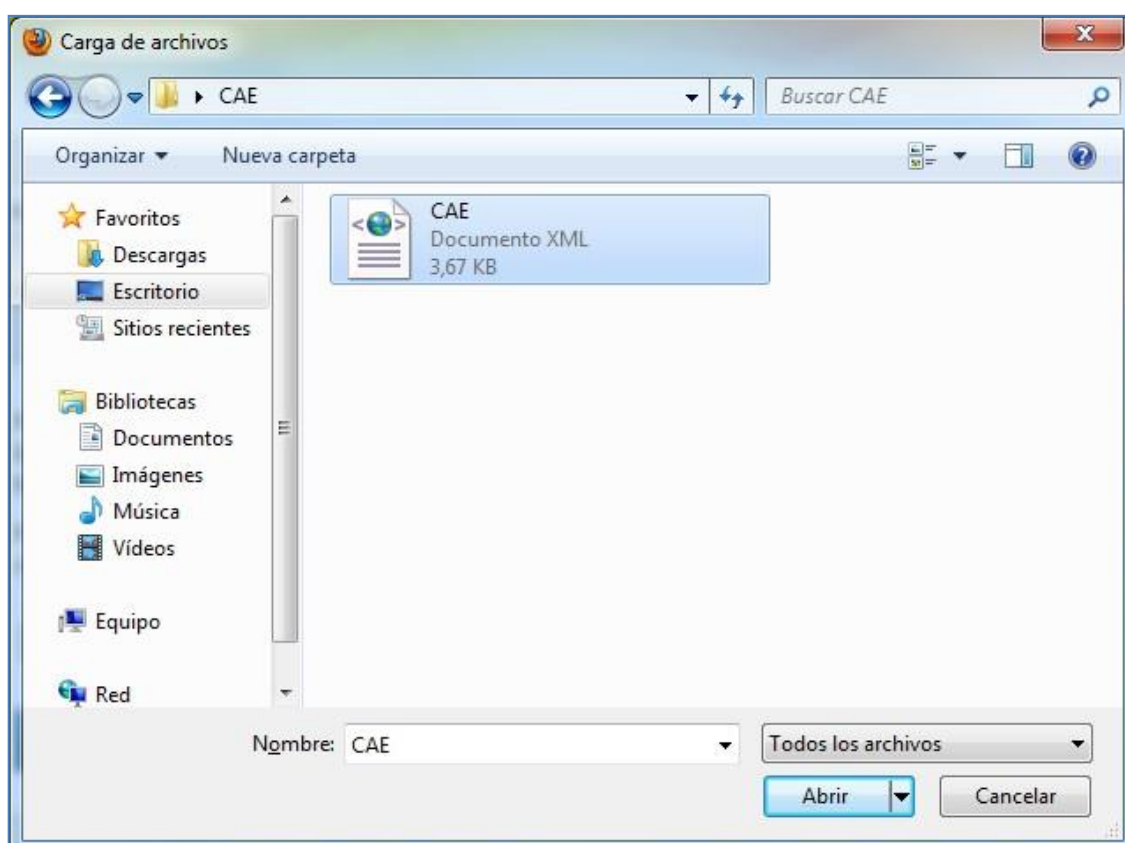 Carga de archivos
CAE
Buscar CAE
Organizar
Nueva carpeta
Favoritos
Descargas
Escritorio
Sitios recientes
Bibliotecas
Documentos
Imágenes
Música
Vídeos
Equipo
Red
CAE
Documento XML
3,67 KB
Nombre: CAE
Todos los archivos
Abrir
Cancelar